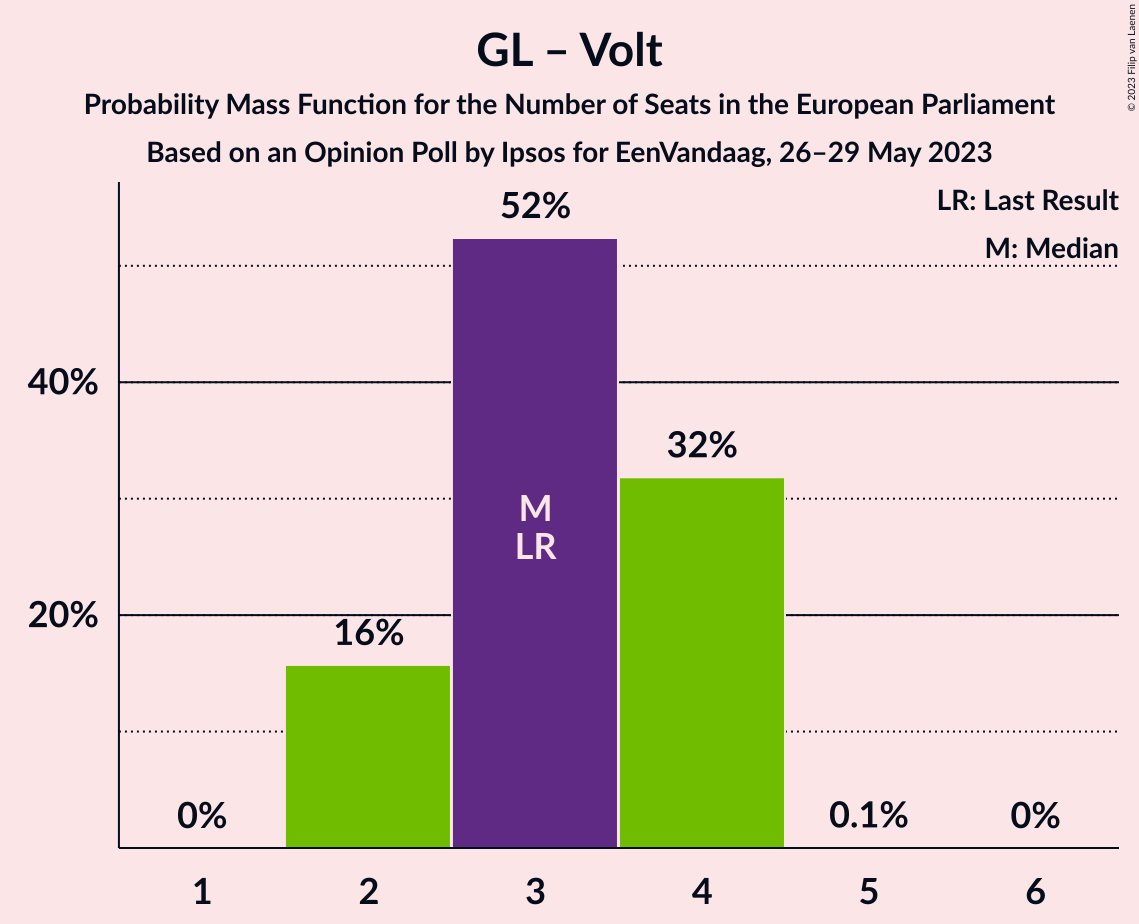 GL – Volt
Probability Mass Function for the Number of Seats in the European Parliament
Based on an Opinion Poll by Ipsos for EenVandaag, 26–29 May 2023
© 2023 Filip van Laenen
LR: Last Result
M: Median
52%
40%
32%
M
LR
20%
16%
0%
0.1%
0%
1 2 3 4 5 6